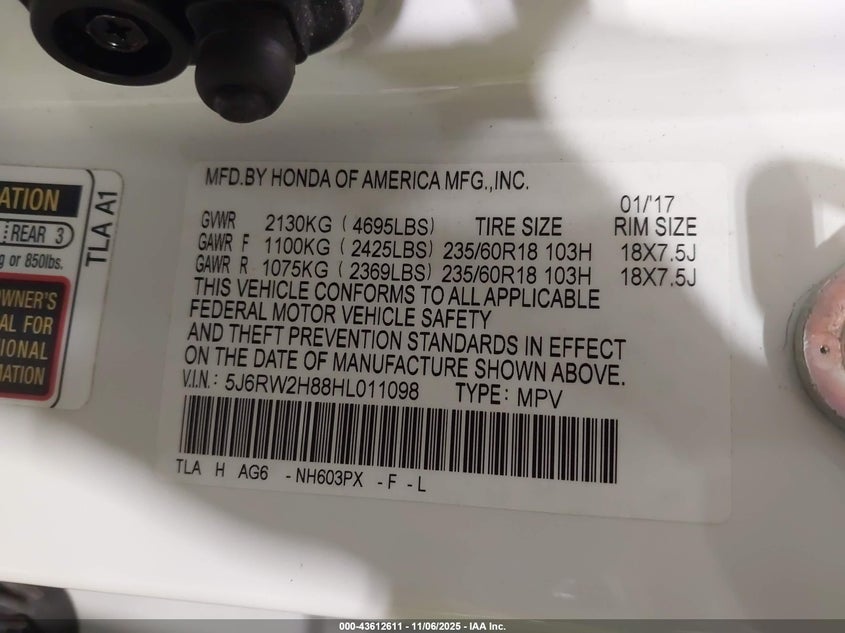 MFD.BY HONDA OF AMERICA MFG.,INC.
01/'17
GVWR 2130KG ( 4695LBS) TIRE SIZE RIM SIZE
GAWR F 1100KG ( 2425LBS) 235/60R18 103H 18X7.5J
GAWR R 1075KG ( 2369LBS) 235/60R18 103H 18X7.5J
THIS VEHICLE CONFORMS TO ALL APPLICABLE
FEDERAL MOTOR VEHICLE SAFETY
AND THEFT PREVENTION STANDARDS IN EFFECT
ON THE DATE OF MANUFACTURE SHOWN ABOVE.
V.I.N.: 5J6RW2H88HL011098 TYPE: MPV
TLA H AG6 -NH603PX -F -L
ATION
REAR 3
g or 850lbs.
OWNER'S
AL FOR
TIONAL
MATION
TLA A1
000-43612611 - 11/06/2025 - IAA Inc.